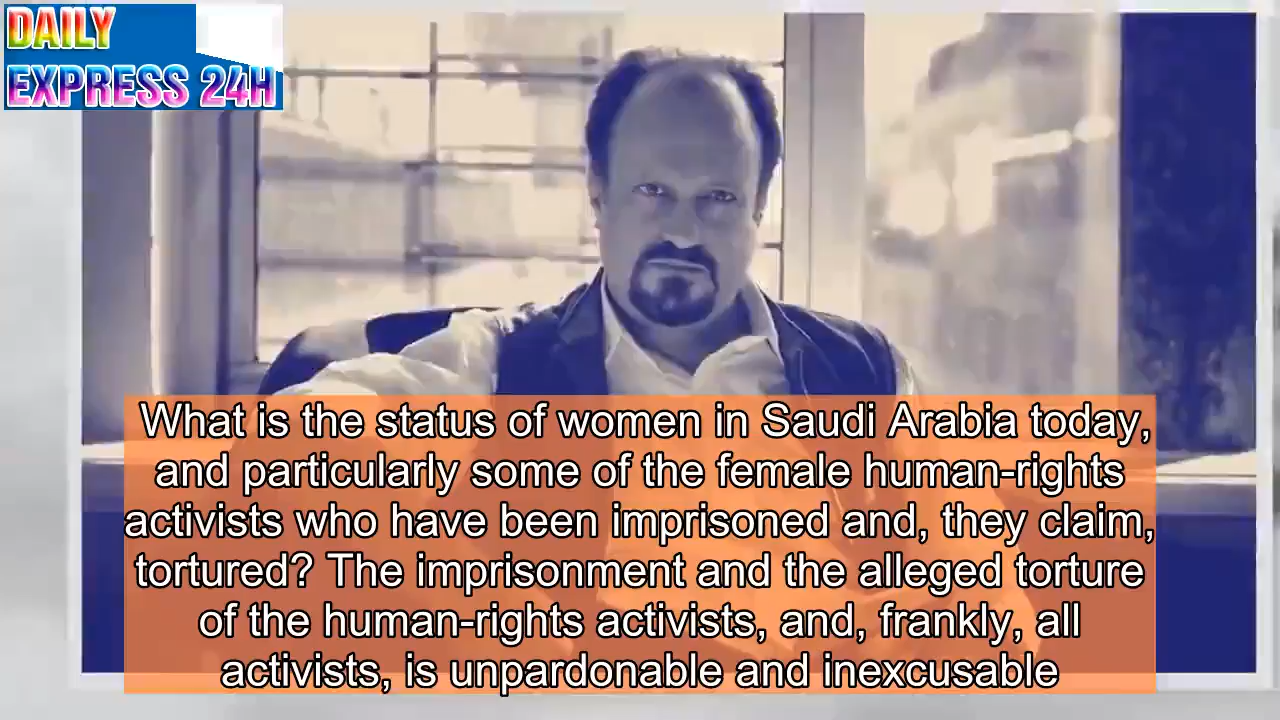 DAILY
EXPRESS 24H
What is the status of women in Saudi Arabia today,
and particularly some of the female human-rights
activists who have been imprisoned and, they claim,
tortured? The imprisonment and the alleged torture
of the human-rights activists, and, frankly, all
activists, is unpardonable and inexcusable